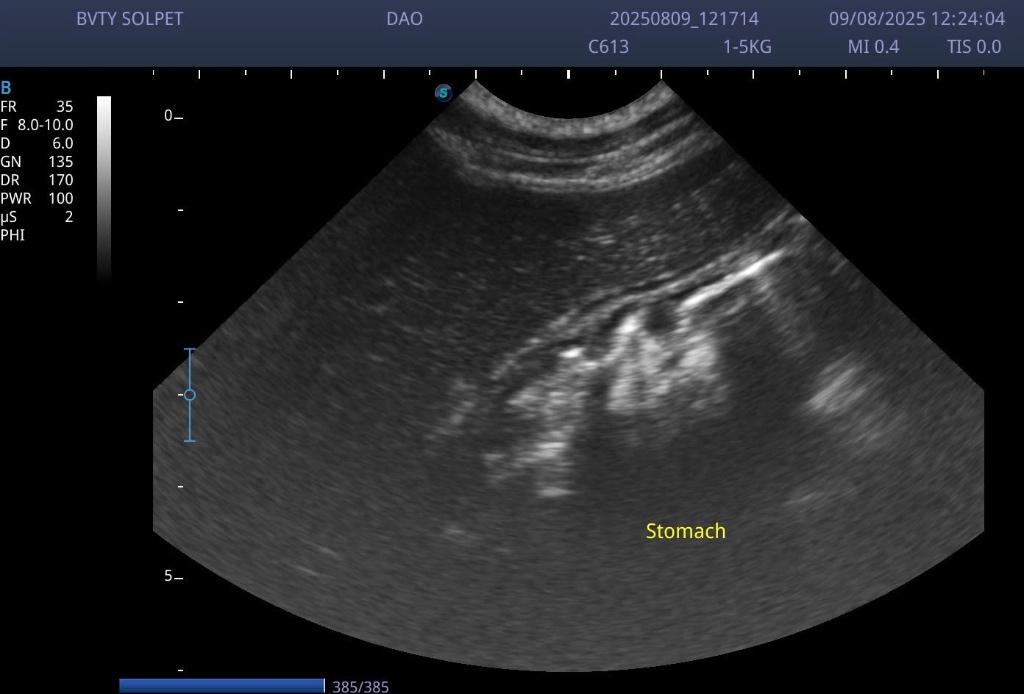 BVTY SOLPET DAO 20250809_121714 09/08/2025 12:24:04
C613 1-5KG MI 0.4 TIS 0.0
B
FR 35
F 8.0-10.0
D 6.0
GN 135
DR 170
PWR 100
µS 2
PHI
S
0
5
Stomach
385/385